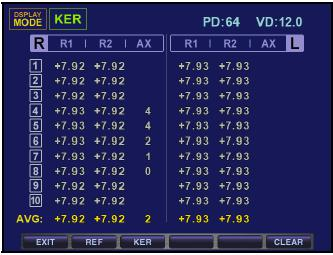 DSPLAY MODE KER PD:64 VD:12.0
R R1 | R2 | AX R1 | R2 | AX L
1 +7.92 +7.92 +7.93 +7.93
2 +7.92 +7.92 +7.93 +7.93
3 +7.92 +7.92 +7.93 +7.93
4 +7.92 +7.92 4 +7.93 +7.93
5 +7.93 +7.93 4 +7.93 +7.93
6 +7.92 +7.92 2 +7.93 +7.93
7 +7.92 +7.93 1 +7.93 +7.93
8 +7.93 +7.93 0 +7.93 +7.93
9 +7.92 +7.92 +7.93 +7.93
10 +7.92 +7.92 +7.93 +7.93
AVG: +7.92 +7.92 2 +7.93 +7.93
EXIT REF KER CLEAR